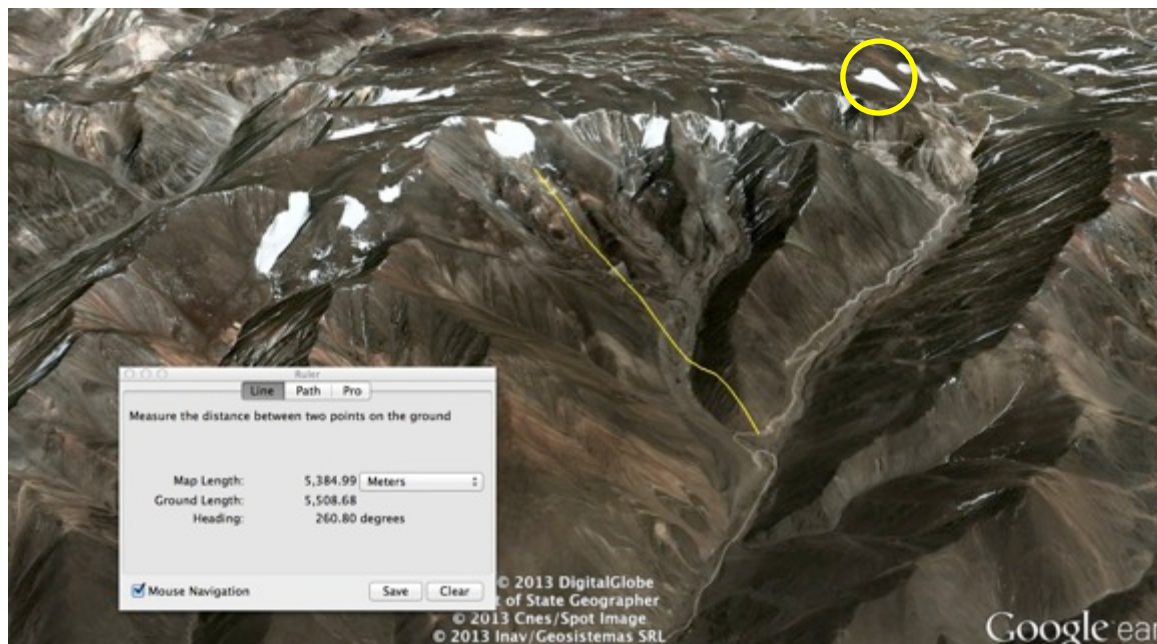 Ruler
Line Path Pro
Measure the distance between two points on the ground
Map Length: 5,384.99 Meters
Ground Length: 5,508.68
Heading: 260.80 degrees
Mouse Navigation Save Clear
© 2013 DigitalGlobe
t of State Geographer
© 2013 Cnes/Spot Image
© 2013 Inav/Geosistemas SRL
Google ear